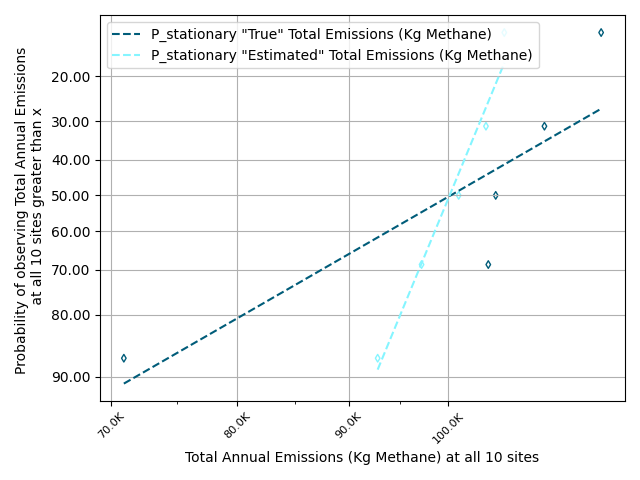 P_stationary "True" Total Emissions (Kg Methane)
P_stationary "Estimated" Total Emissions (Kg Methane)
Probability of observing Total Annual Emissions
at all 10 sites greater than x
20.00
30.00
40.00
50.00
60.00
70.00
80.00
90.00
70.0K
80.0K
90.0K
100.0K
Total Annual Emissions (Kg Methane) at all 10 sites